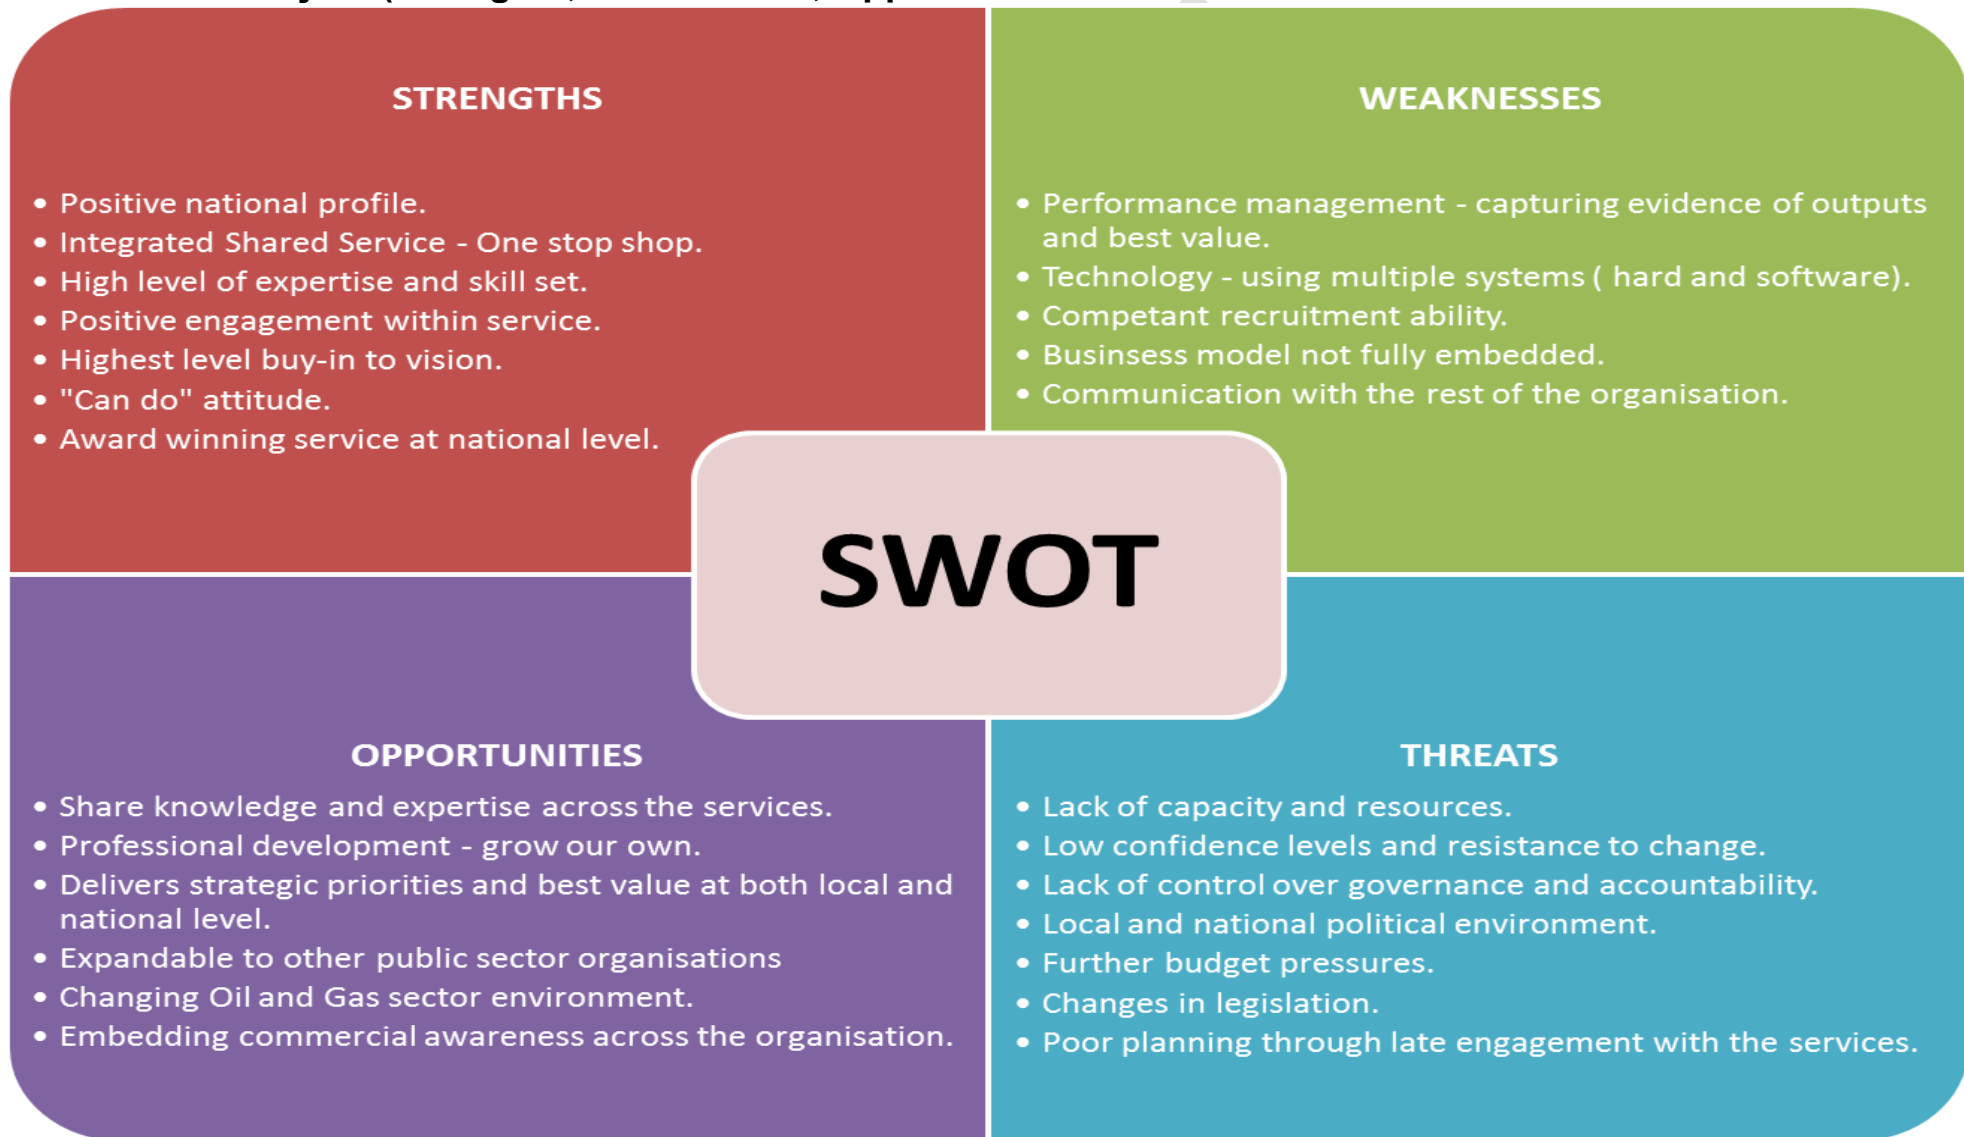 STRENGTHS
• Positive national profile.
• Integrated Shared Service - One stop shop.
• High level of expertise and skill set.
• Positive engagement within service.
• Highest level buy-in to vision.
• "Can do" attitude.
• Award winning service at national level.
WEAKNESSES
• Performance management - capturing evidence of outputs
and best value.
• Technology - using multiple systems ( hard and software).
• Competant recruitment ability.
• Businsess model not fully embedded.
• Communication with the rest of the organisation.
SWOT
OPPORTUNITIES
• Share knowledge and expertise across the services.
• Professional development - grow our own.
• Delivers strategic priorities and best value at both local and
national level.
• Expandable to other public sector organisations
• Changing Oil and Gas sector environment.
• Embedding commercial awareness across the organisation.
THREATS
• Lack of capacity and resources.
• Low confidence levels and resistance to change.
• Lack of control over governance and accountability.
• Local and national political environment.
• Further budget pressures.
• Changes in legislation.
• Poor planning through late engagement with the services.